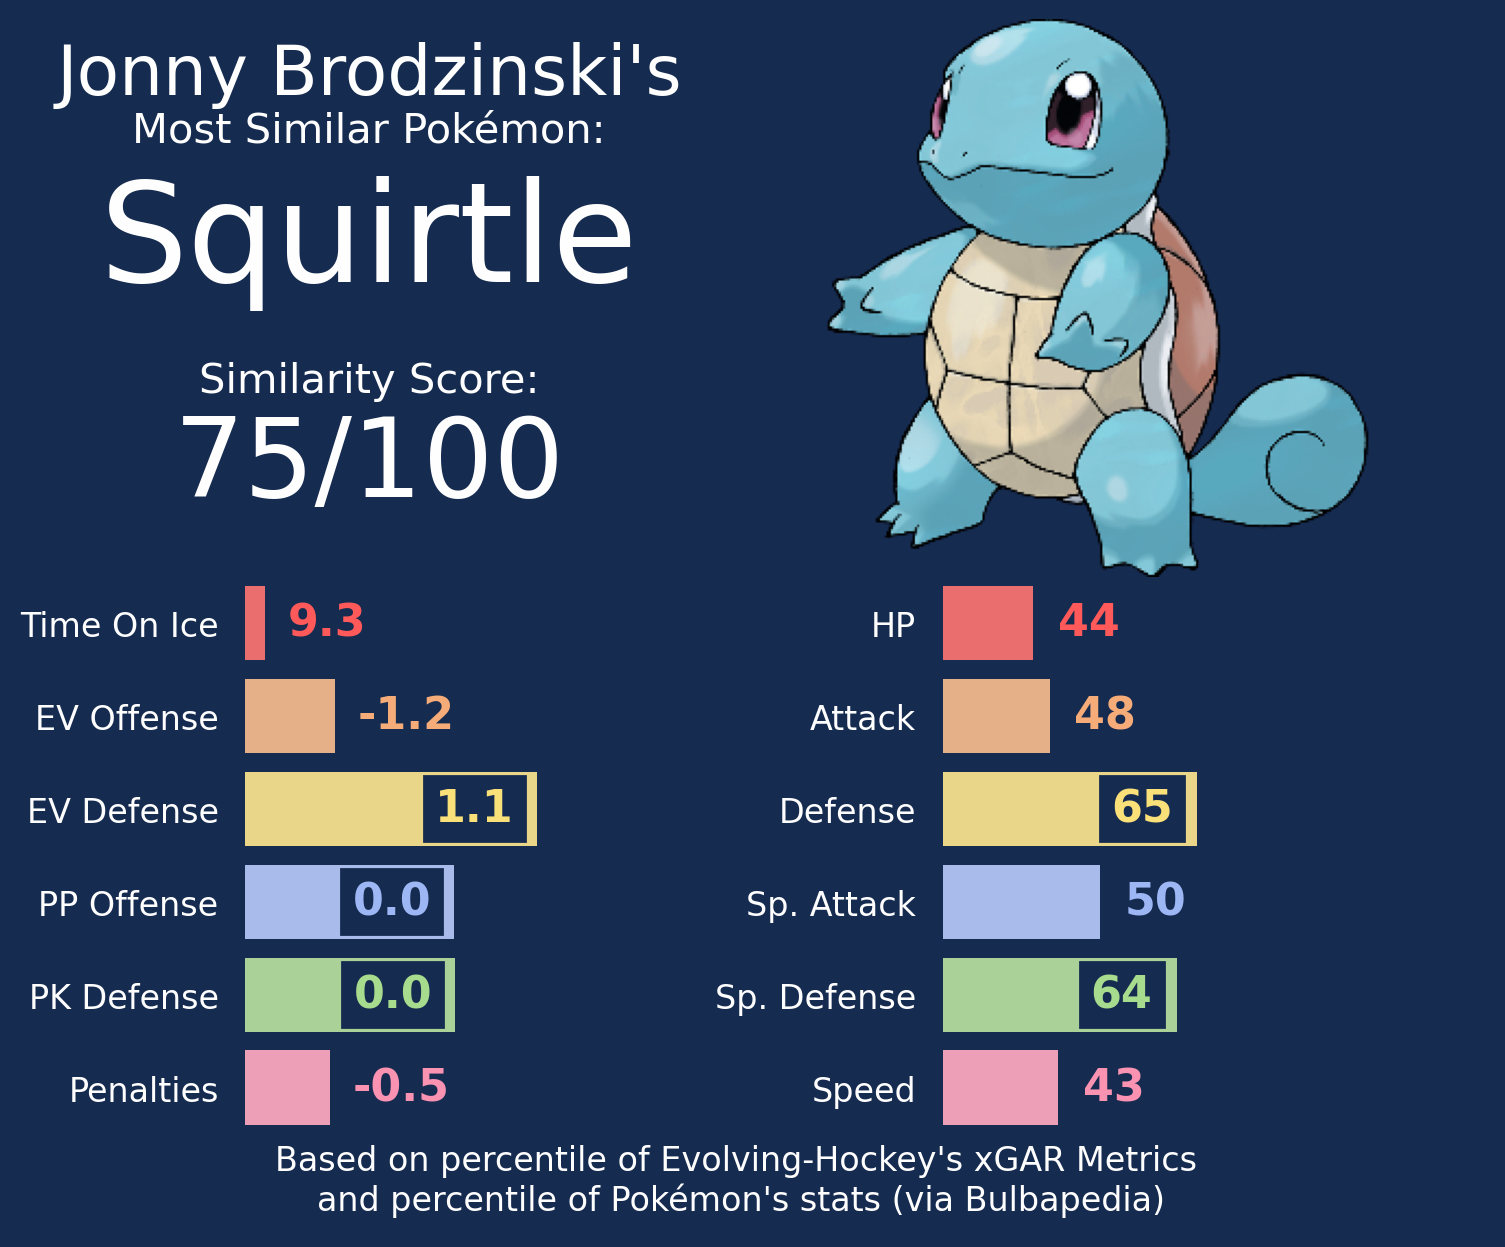 Jonny Brodzinski's
Most Similar Pokémon:
Squirtle
Similarity Score:
75/100
Time On Ice 9.3
EV Offense -1.2
EV Defense 1.1
PP Offense 0.0
PK Defense 0.0
Penalties -0.5
HP 44
Attack 48
Defense 65
Sp. Attack 50
Sp. Defense 64
Speed 43
Based on percentile of Evolving-Hockey's xGAR Metrics
and percentile of Pokémon's stats (via Bulbapedia)